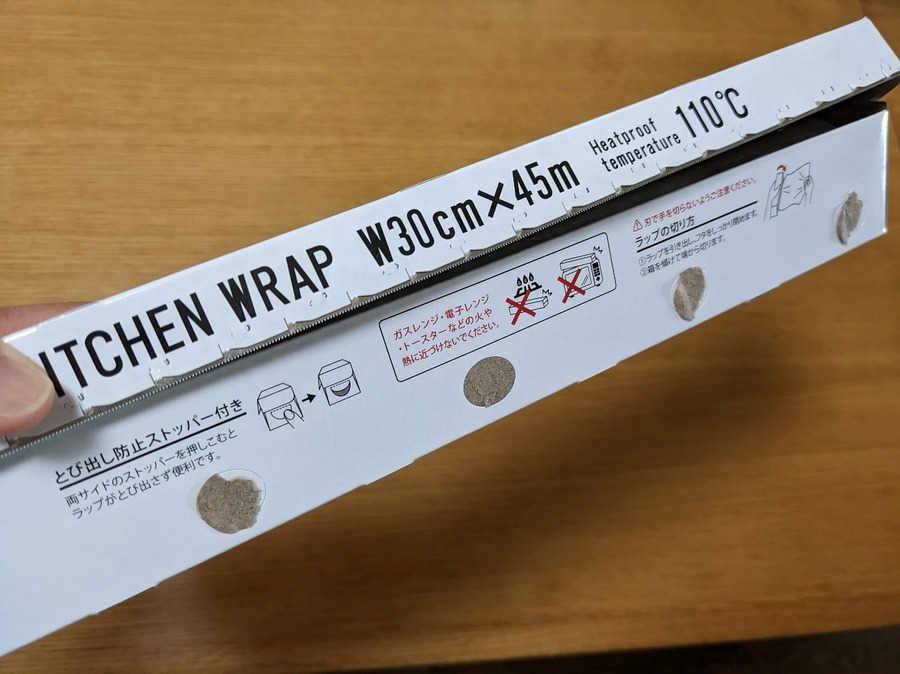 ITCHEN WRAP W30cm×45m
Heatproof
temperature 110℃
とび出し防止ストッパー付き
両サイドのストッパーを押しこむと
ラップがとび出さず便利です。
ガスレンジ・電子レンジ
・トースターなどの火や
熱に近づけないでください。
⚠刃で手を切らないようご注意ください。
ラップの切り方
①ラップを引き出し、フタをしっかり閉めます。
②箱を傾けて端から切ります。